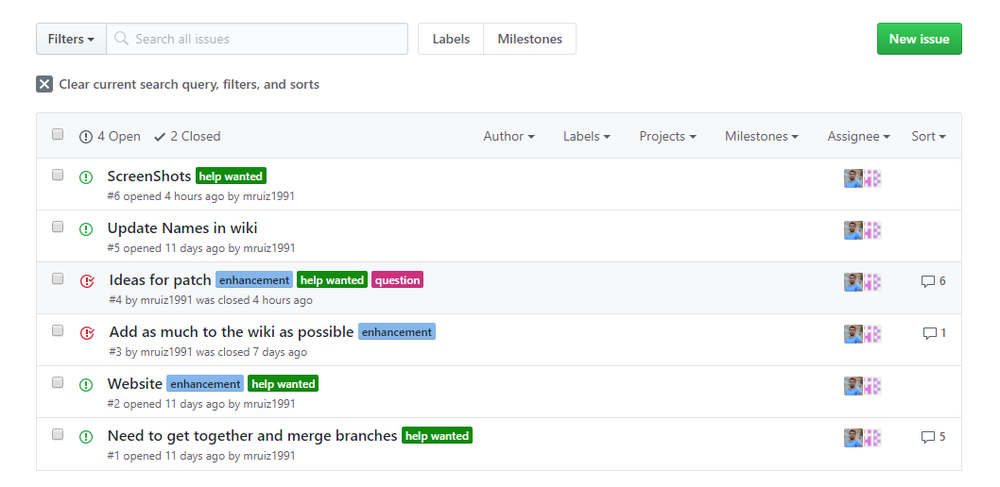 Filters Search all issues Labels Milestones New issue
Clear current search query, filters, and sorts
4 Open 2 Closed Author Labels Projects Milestones Assignee Sort
ScreenShots help wanted
#6 opened 4 hours ago by mruiz1991
Update Names in wiki
#5 opened 11 days ago by mruiz1991
Ideas for patch enhancement help wanted question 6
#4 by mruiz1991 was closed 4 hours ago
Add as much to the wiki as possible enhancement 1
#3 by mruiz1991 was closed 7 days ago
Website enhancement help wanted
#2 opened 11 days ago by mruiz1991
Need to get together and merge branches help wanted 5
#1 opened 11 days ago by mruiz1991